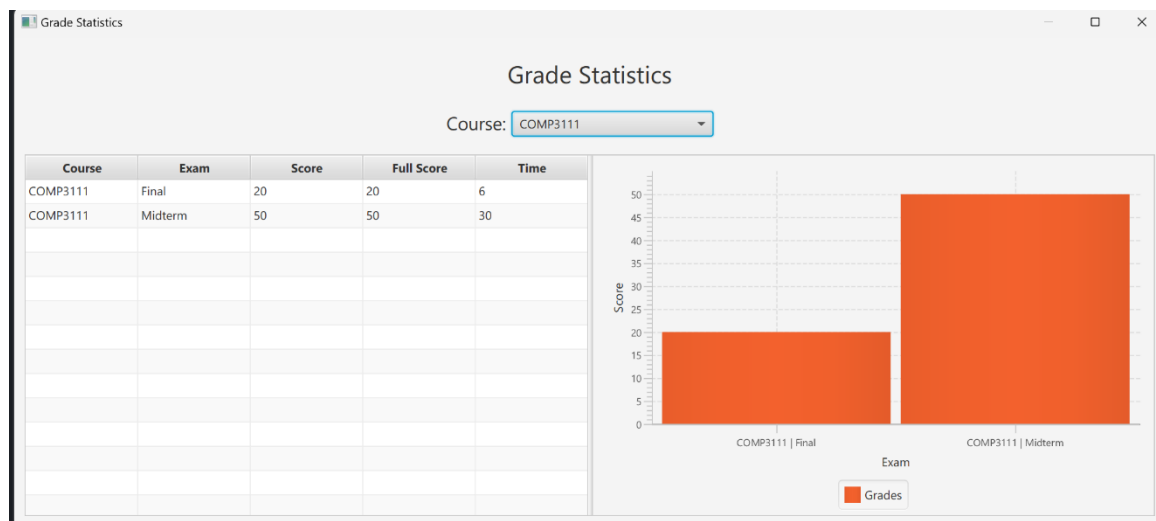 Grade Statistics
Grade Statistics
Course: COMP3111
Course Exam Score Full Score Time
COMP3111 Final 20 20 6
COMP3111 Midterm 50 50 30
50
45
40
35
30
25
20
15
10
5
0
Score
COMP3111 | Final COMP3111 | Midterm
Exam
Grades